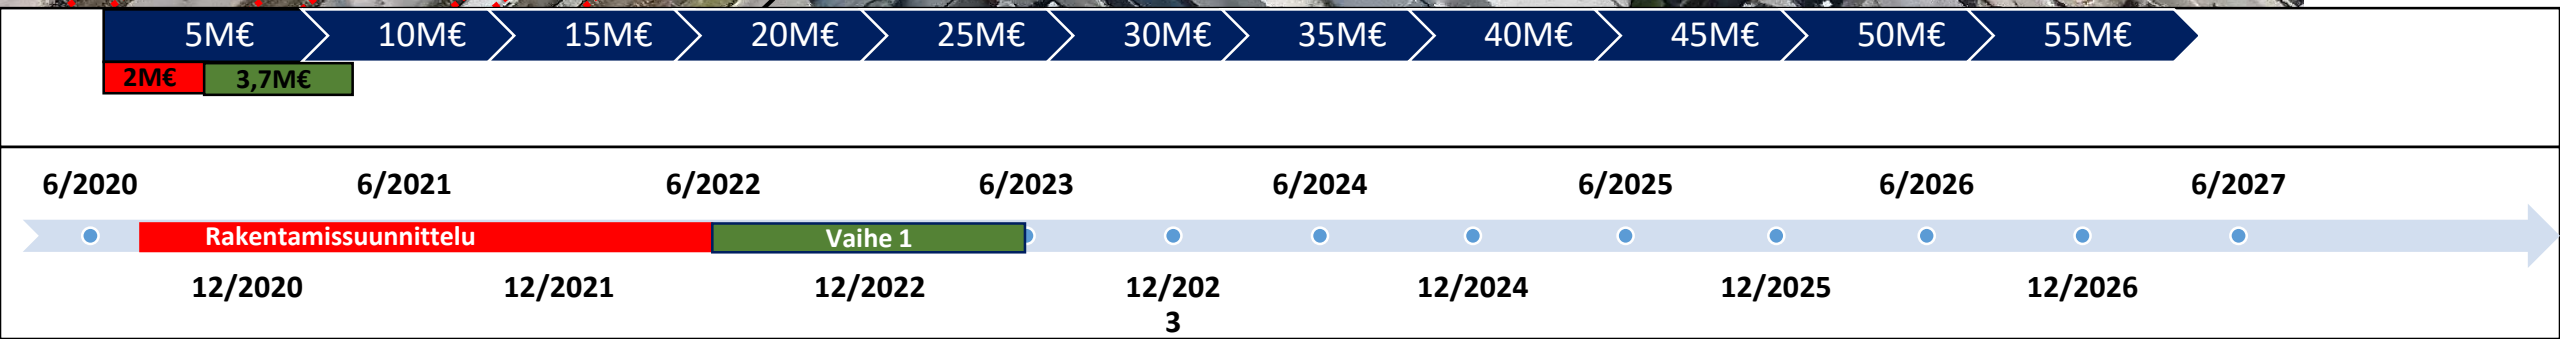 5M€ 10M€ 15M€ 20M€ 25M€ 30M€ 35M€ 40M€ 45M€ 50M€ 55M€
2M€ 3,7M€
6/2020 6/2021 6/2022 6/2023 6/2024 6/2025 6/2026 6/2027
Rakentamissuunnittelu Vaihe 1
12/2020 12/2021 12/2022 12/202 12/2024 12/2025 12/2026
3